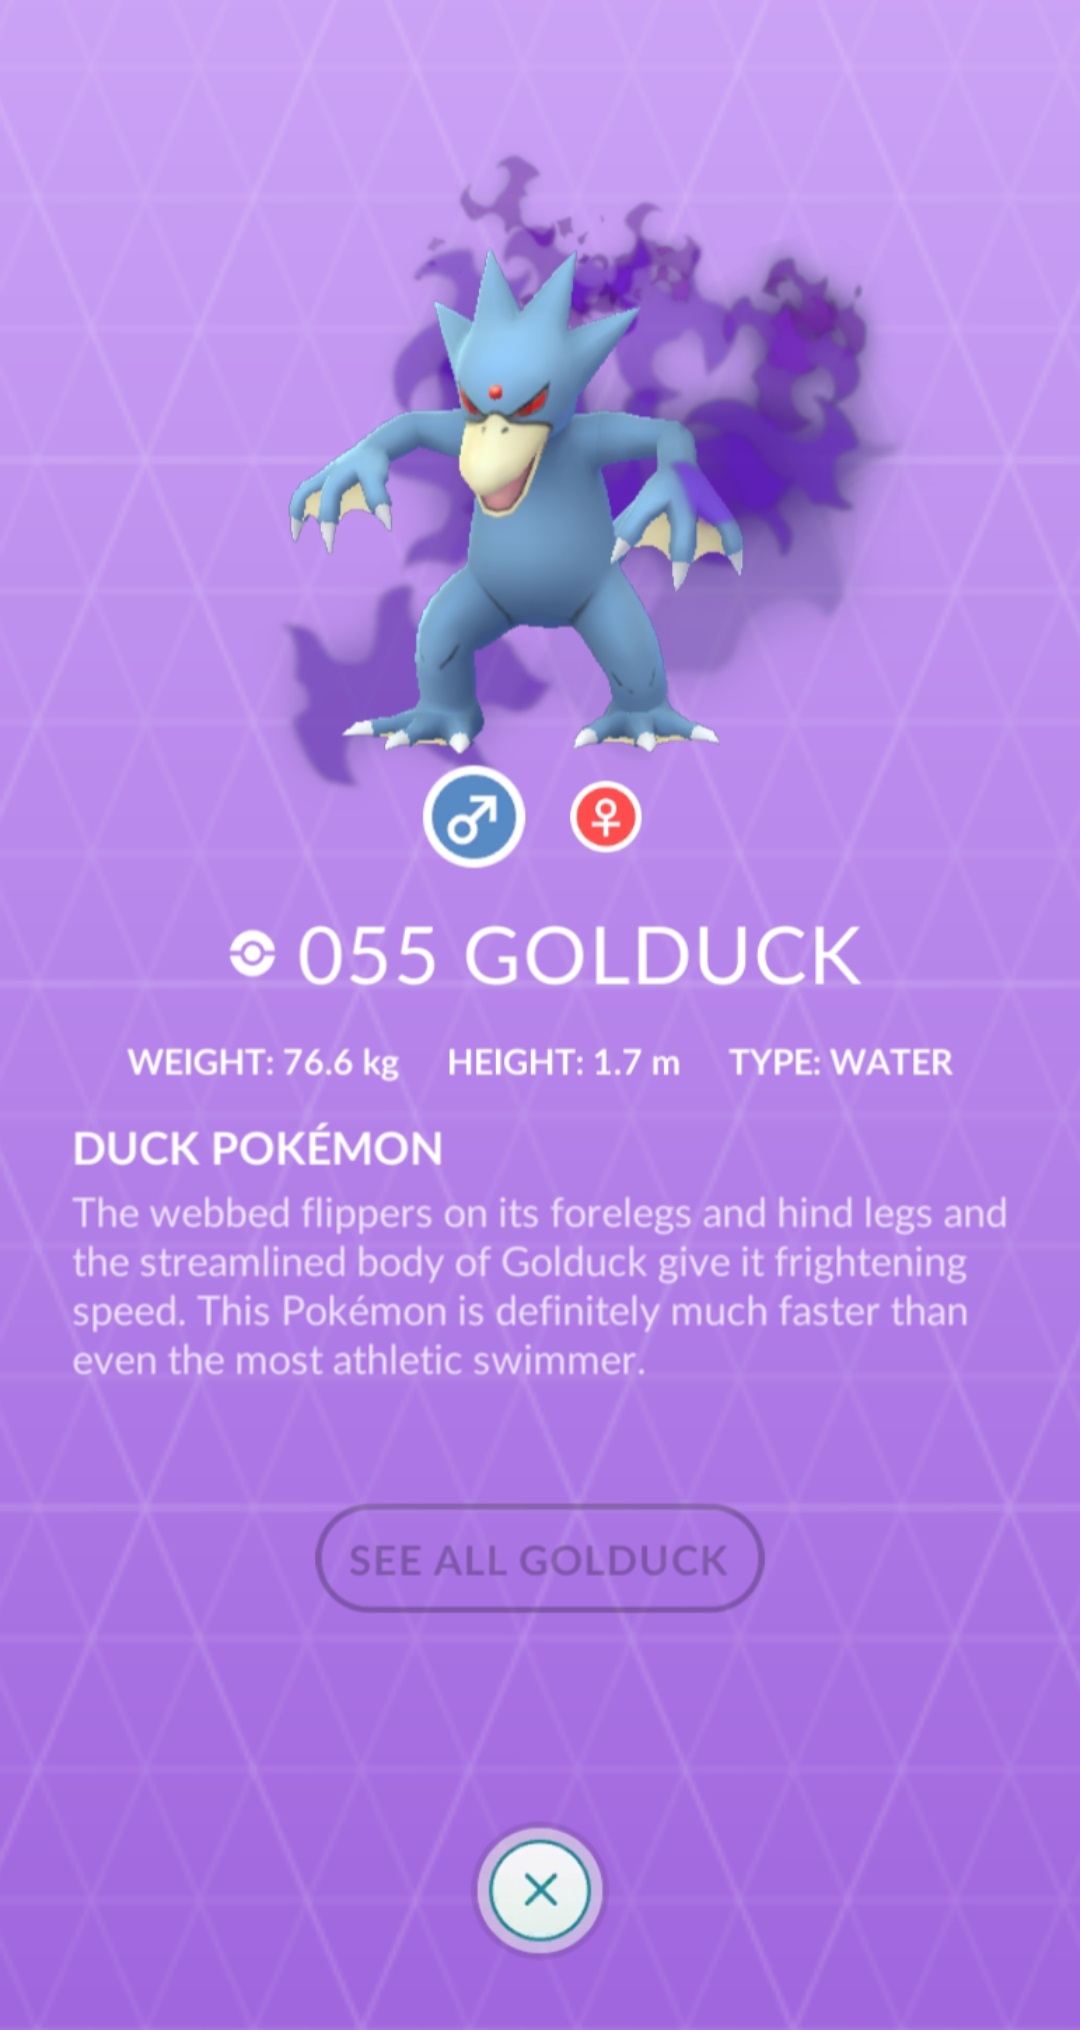 055 GOLDUCK
WEIGHT: 76.6 kg HEIGHT: 1.7 m TYPE: WATER
DUCK POKÉMON
The webbed flippers on its forelegs and hind legs and
the streamlined body of Golduck give it frightening
speed. This Pokémon is definitely much faster than
even the most athletic swimmer.
SEE ALL GOLDUCK